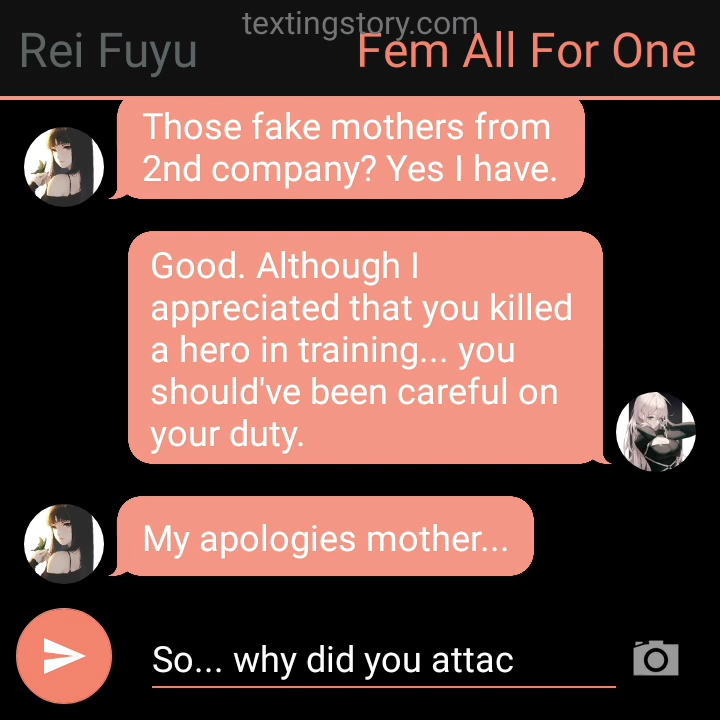 textingstory.com
Rei Fuyu
Fem All For One
Those fake mothers from
2nd company? Yes I have.
Good. Although I
appreciated that you killed
a hero in training... you
should've been careful on
your duty.
My apologies mother...
So... why did you attac